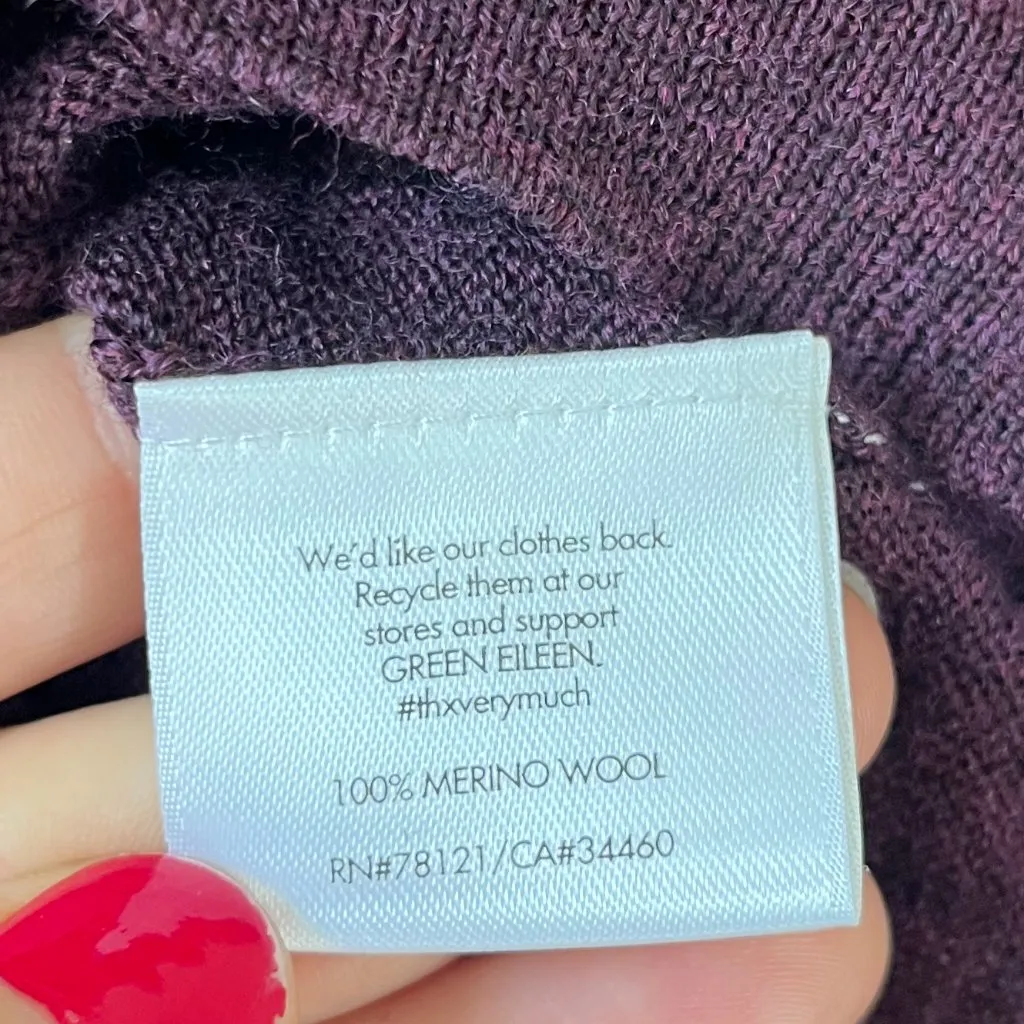 We'd like our clothes back.
Recycle them at our
stores and support
GREEN EILEEN.
#thxverymuch
100% MERINO WOOL
RN#78121/CA#34460